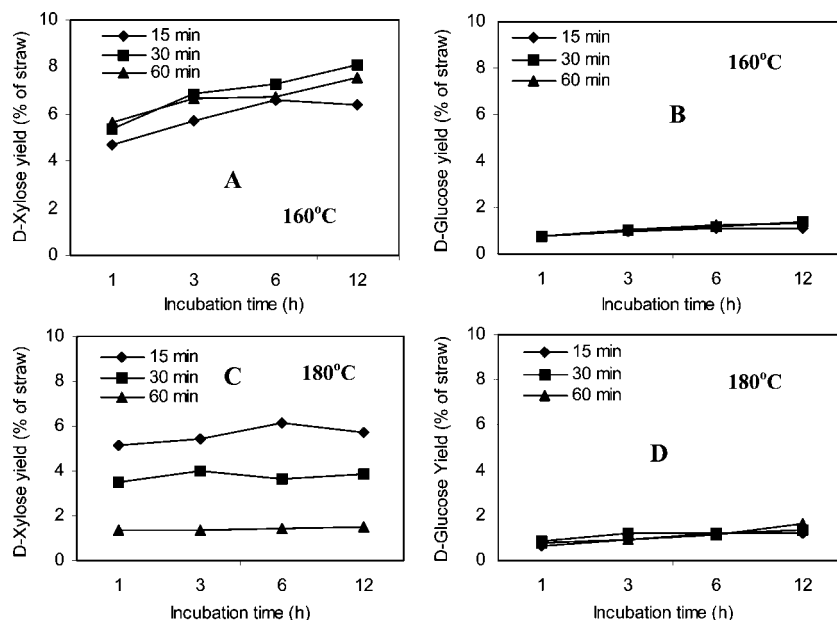 D-Xylose yield (% of straw)
10
8
6
4
2
0
15 min
30 min
60 min
A
160°C
1 3 6 12
Incubation time (h)
D-Glucose yield (% of straw)
10
8
6
4
2
0
15 min
30 min
60 min
160°C
B
1 3 6 12
Incubation time (h)
D-Xylose yield (% of straw)
10
8
6
4
2
0
15 min
30 min
60 min
C
180°C
1 3 6 12
Incubation time (h)
D-Glucose Yield (% of straw)
10
8
6
4
2
0
15 min
30 min
60 min
180°C
D
1 3 6 12
Incubation time (h)